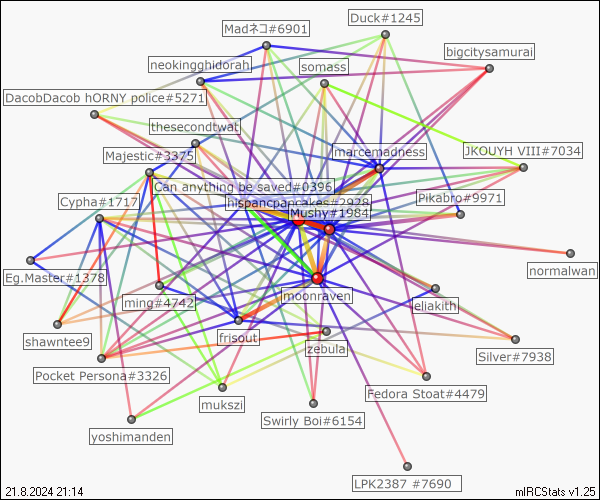 Duck#1245
Madネコ#6901
bigcitysamurai
neokingghidorah
somass
DacobDacob hORNY police#5271
thesecondtwat
marcemadness
JKOUYH VIII#7034
Majestic#3375
Can anything be saved#0396
Cypha#1717
hispancpancakes#2928
Pikabro#9971
Mushy#1984
normalwan
Eg.Master#1378
moonraven
ming#4742
eliakith
frisout
shawntee9
zebulal
Silver#7938
Pocket Persona#3326
Fedora Stoat#4479
mukszi
Swirly Boi#6154
yoshimanden
LPK2387 #7690
21.8.2024 21:14
mIRCStats v1.25